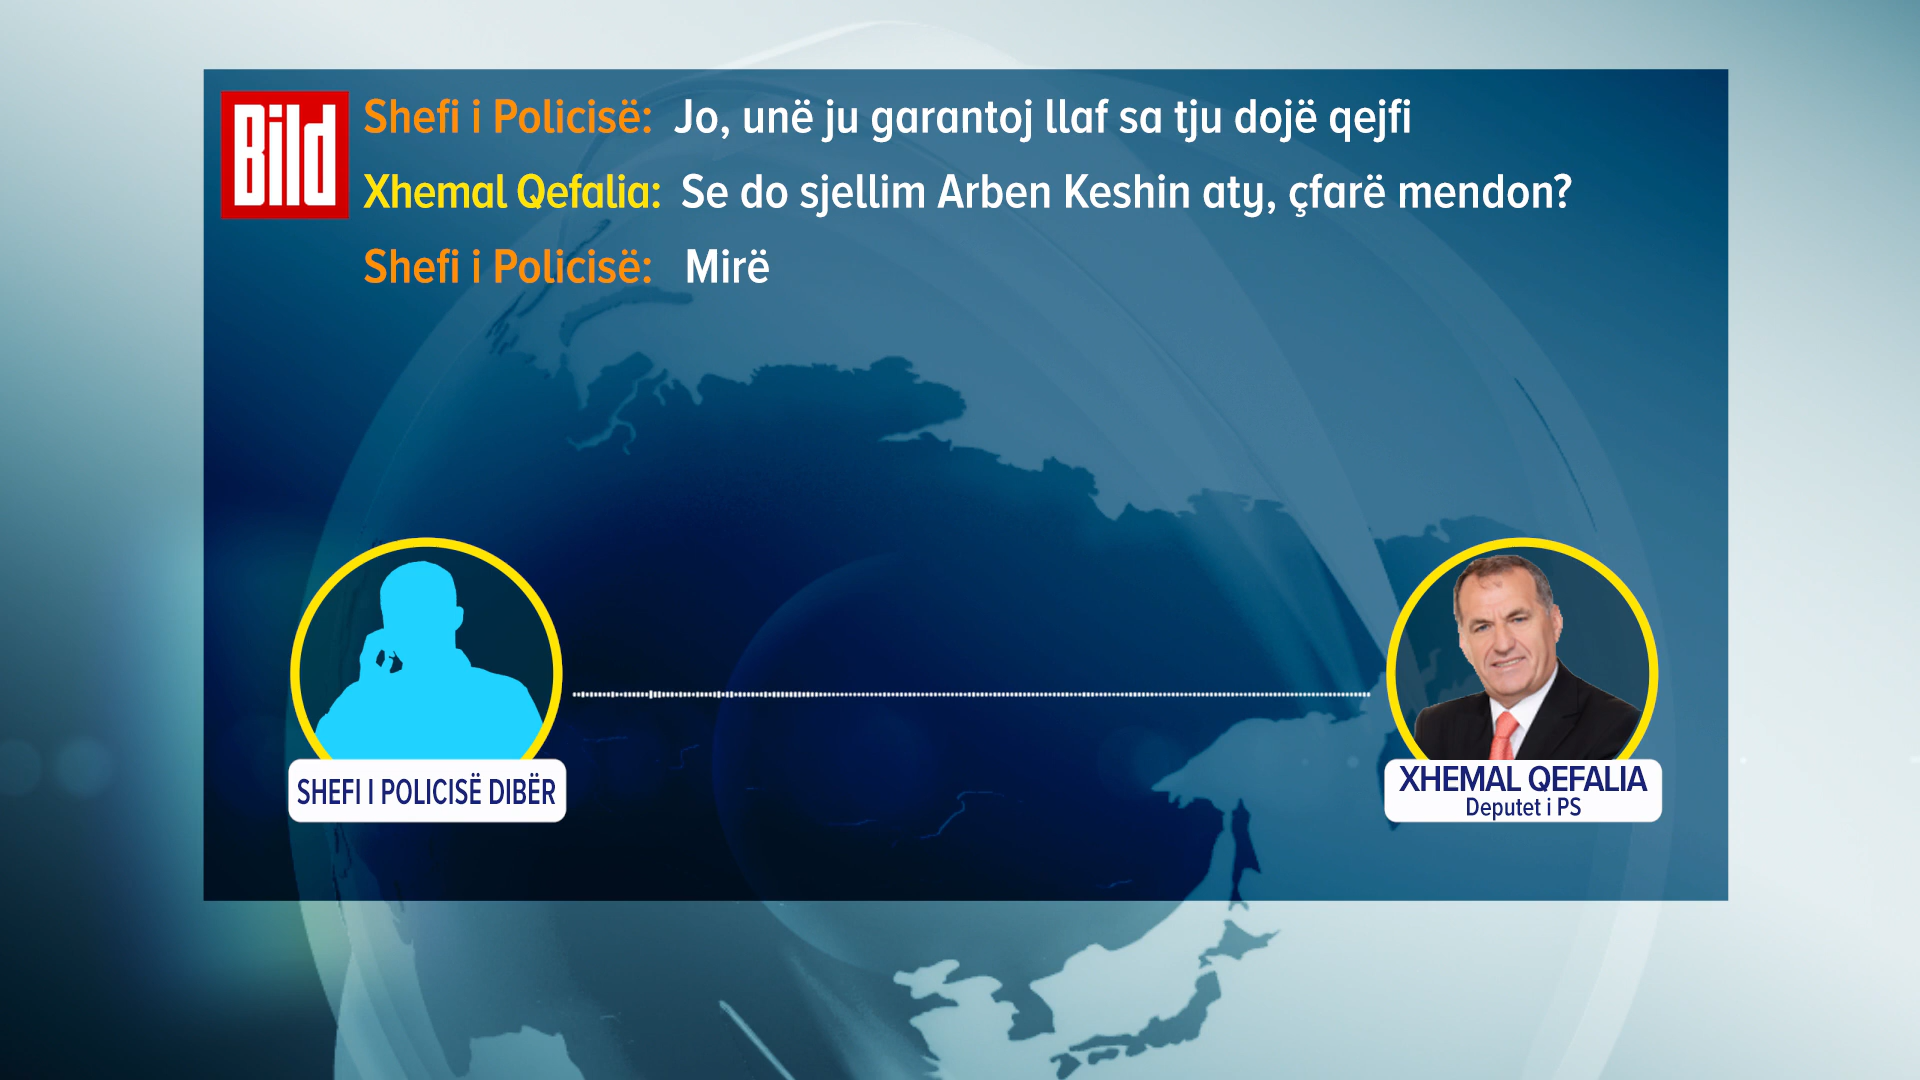 Bild
Shefi i Policisë: Jo, unë ju garantoj llaf sa tju dojë qejfi
Xhemal Qefalia: Se do sjellim Arben Keshin aty, çfarë mendon?
Shefi i Policisë: Mirë
SHEFI I POLICISË DIBËR
XHEMAL QEFALIA
Deputet i PS